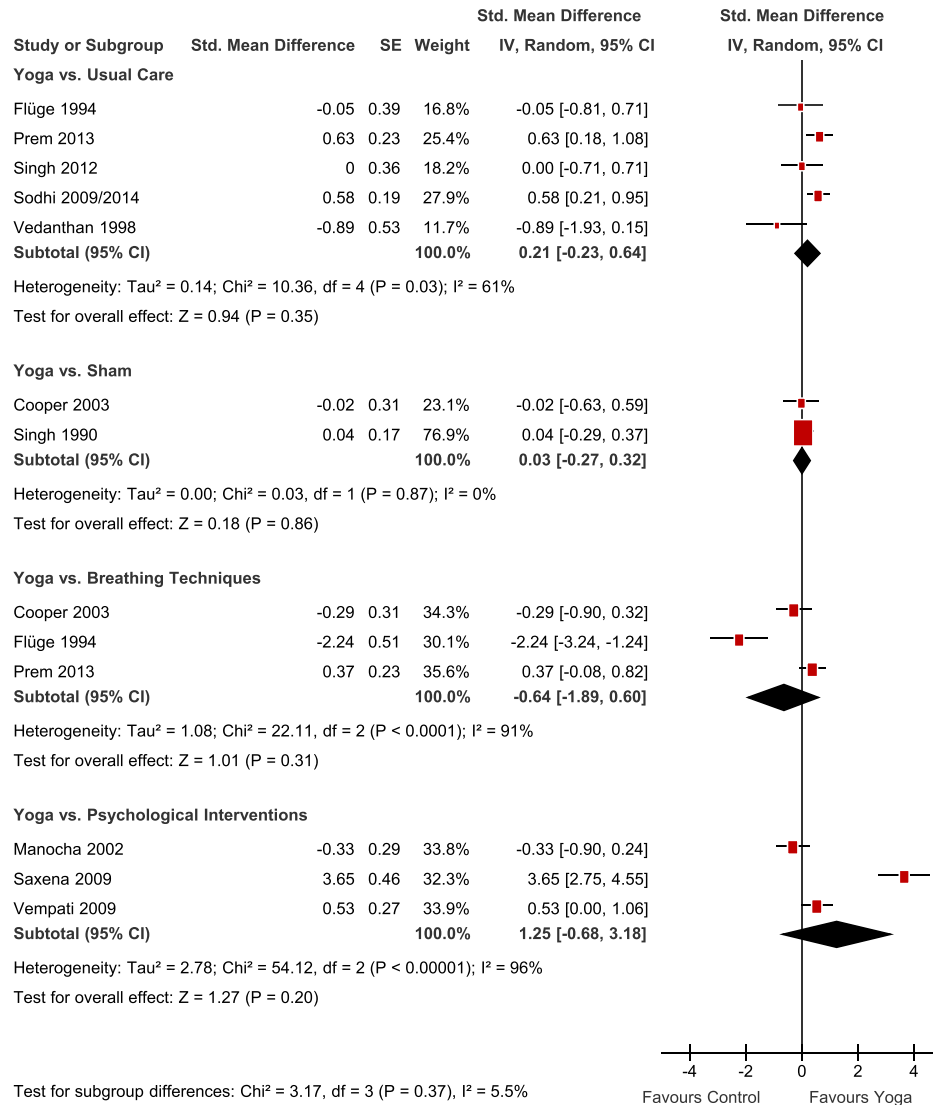 Std. Mean Difference Std. Mean Difference
Study or Subgroup Std. Mean Difference SE Weight IV, Random, 95% CI IV, Random, 95% CI
Yoga vs. Usual Care
Flüge 1994 -0.05 0.39 16.8% -0.05 [-0.81, 0.71]
Prem 2013 0.63 0.23 25.4% 0.63 [0.18, 1.08]
Singh 2012 0 0.36 18.2% 0.00 [-0.71, 0.71]
Sodhi 2009/2014 0.58 0.19 27.9% 0.58 [0.21, 0.95]
Vedanthan 1998 -0.89 0.53 11.7% -0.89 [-1.93, 0.15]
Subtotal (95% CI) 100.0% 0.21 [-0.23, 0.64]
Heterogeneity: Tau² = 0.14; Chi² = 10.36, df = 4 (P = 0.03); I² = 61%
Test for overall effect: Z = 0.94 (P = 0.35)
Yoga vs. Sham
Cooper 2003 -0.02 0.31 23.1% -0.02 [-0.63, 0.59]
Singh 1990 0.04 0.17 76.9% 0.04 [-0.29, 0.37]
Subtotal (95% CI) 100.0% 0.03 [-0.27, 0.32]
Heterogeneity: Tau² = 0.00; Chi² = 0.03, df = 1 (P = 0.87); I² = 0%
Test for overall effect: Z = 0.18 (P = 0.86)
Yoga vs. Breathing Techniques
Cooper 2003 -0.29 0.31 34.3% -0.29 [-0.90, 0.32]
Flüge 1994 -2.24 0.51 30.1% -2.24 [-3.24, -1.24]
Prem 2013 0.37 0.23 35.6% 0.37 [-0.08, 0.82]
Subtotal (95% CI) 100.0% -0.64 [-1.89, 0.60]
Heterogeneity: Tau² = 1.08; Chi² = 22.11, df = 2 (P < 0.0001); I² = 91%
Test for overall effect: Z = 1.01 (P = 0.31)
Yoga vs. Psychological Interventions
Manocha 2002 -0.33 0.29 33.8% -0.33 [-0.90, 0.24]
Saxena 2009 3.65 0.46 32.3% 3.65 [2.75, 4.55]
Vempati 2009 0.53 0.27 33.9% 0.53 [0.00, 1.06]
Subtotal (95% CI) 100.0% 1.25 [-0.68, 3.18]
Heterogeneity: Tau² = 2.78; Chi² = 54.12, df = 2 (P < 0.00001); I² = 96%
Test for overall effect: Z = 1.27 (P = 0.20)
-4 -2 0 2 4
Test for subgroup differences: Chi² = 3.17, df = 3 (P = 0.37), I² = 5.5%
Favours Control Favours Yoga